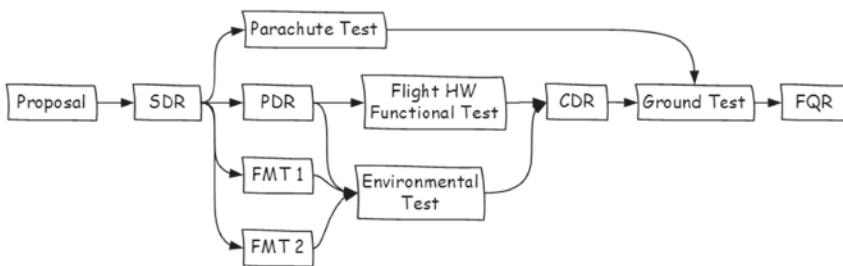 Parachute Test
Proposal
SDR
PDR
Flight HW
Functional Test
CDR
Ground Test
FQR
FMT 1
Environmental
Test
FMT 2